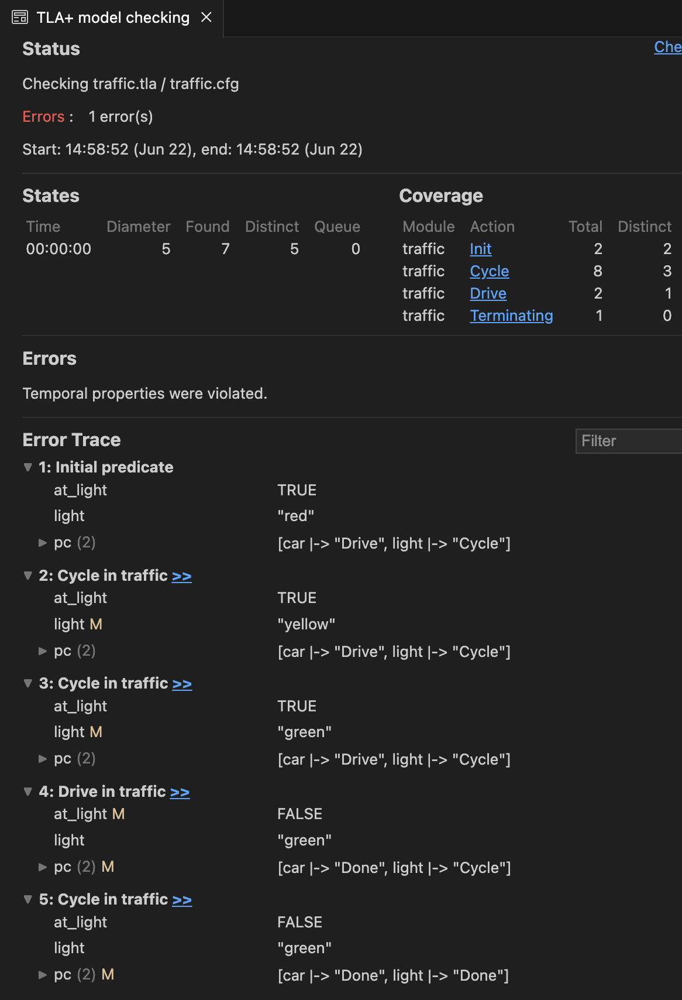 TLA+ model checking
Status
Che
Checking traffic.tla / traffic.cfg
Errors : 1 error(s)
Start: 14:58:52 (Jun 22), end: 14:58:52 (Jun 22)
States
Time Diameter Found Distinct Queue
00:00:00 5 7 5 0
Coverage
Module Action Total Distinct
traffic Init 2 2
traffic Cycle 8 3
traffic Drive 2 1
traffic Terminating 1 0
Errors
Temporal properties were violated.
Error Trace
Filter
1: Initial predicate
at_light TRUE
light "red"
pc (2) [car |-> "Drive", light |-> "Cycle"]
2: Cycle in traffic >>
at_light TRUE
light M "yellow"
pc (2) [car |-> "Drive", light |-> "Cycle"]
3: Cycle in traffic >>
at_light TRUE
light M "green"
pc (2) [car |-> "Drive", light |-> "Cycle"]
4: Drive in traffic >>
at_light M FALSE
light "green"
pc (2) M [car |-> "Done", light |-> "Cycle"]
5: Cycle in traffic >>
at_light FALSE
light "green"
pc (2) M [car |-> "Done", light |-> "Done"]